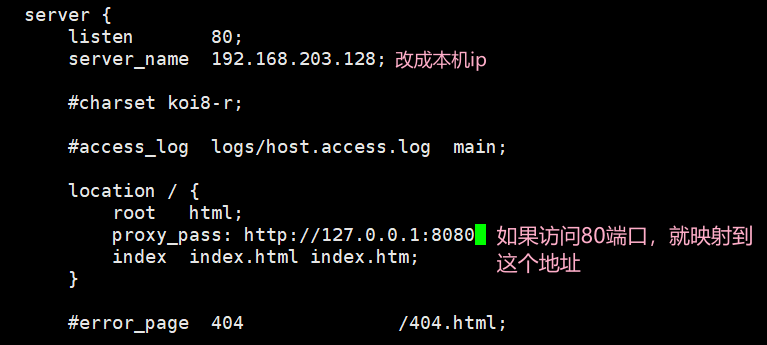 server {
listen 80;
server_name 192.168.203.128; 改成本机ip
#charset koi8-r;
#access_log logs/host.access.log main;
location / {
root html;
proxy_pass: http://127.0.0.1:8080 如果访问80端口，就映射到
index index.html index.htm; 这个地址
}
#error_page 404 /404.html;